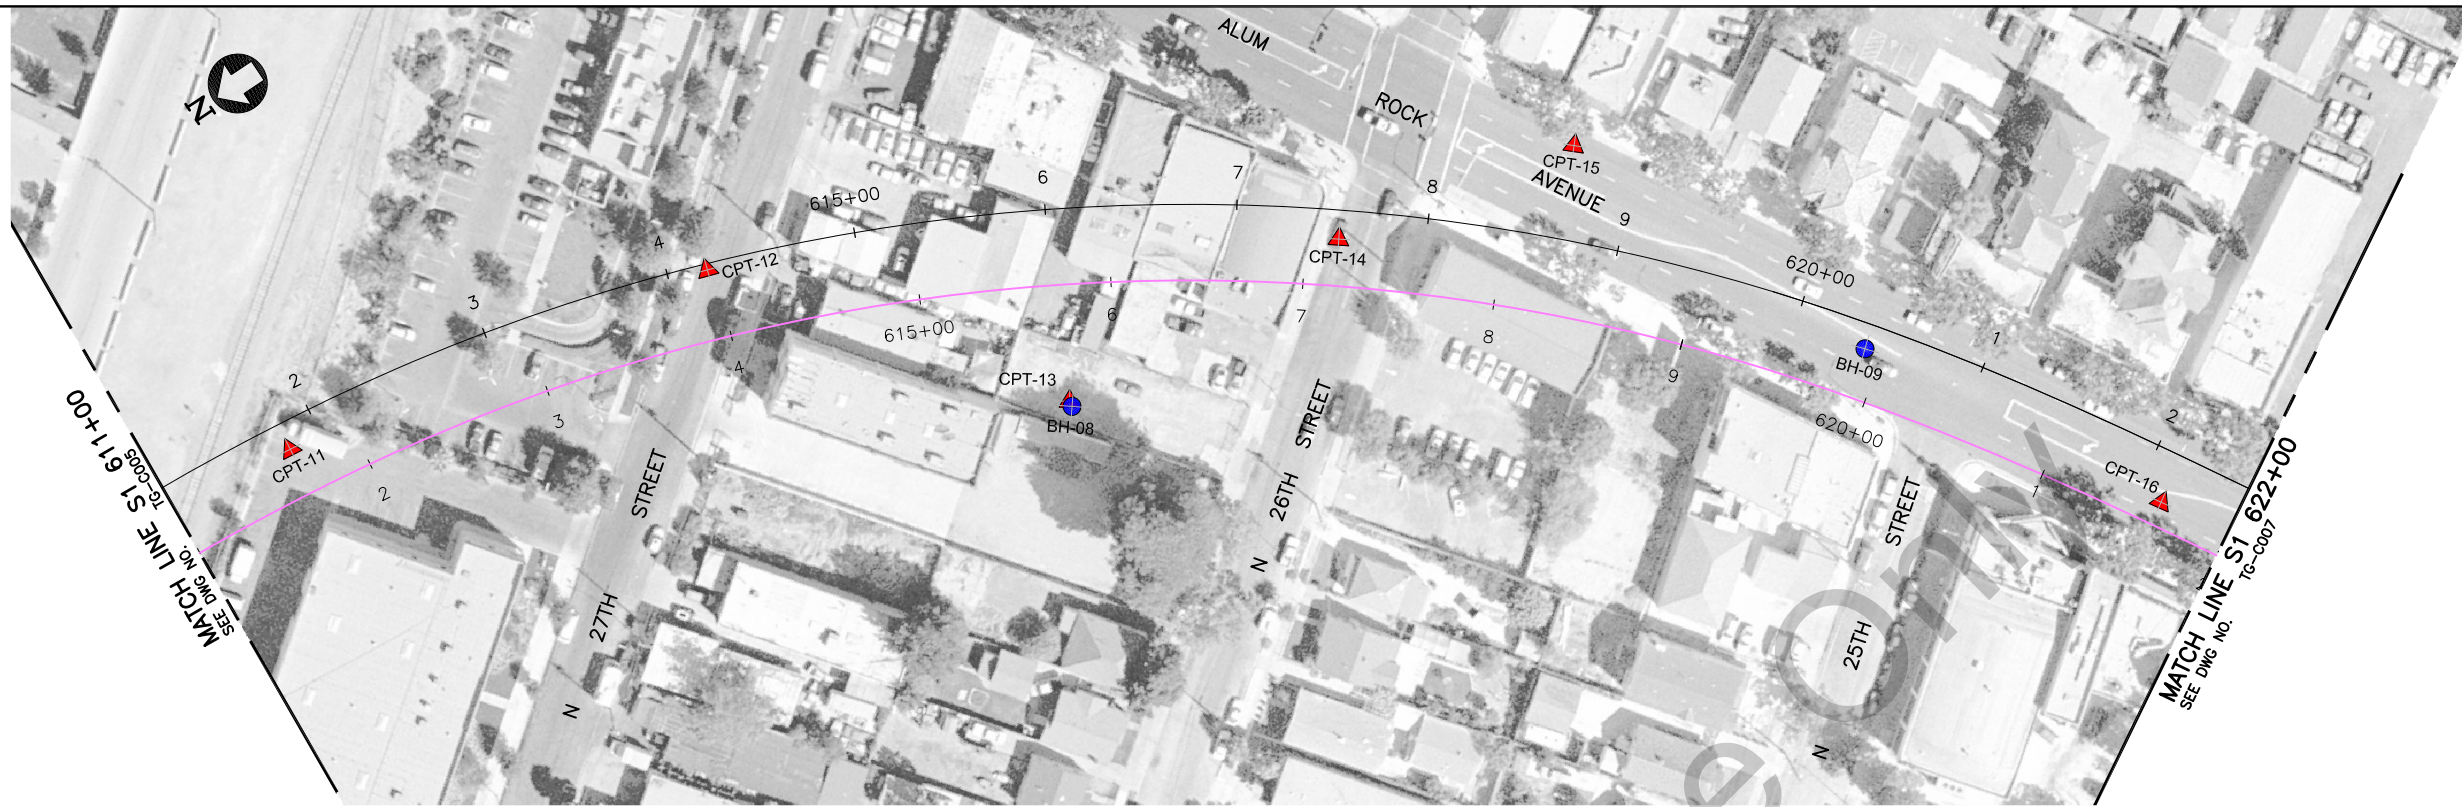 ALUM
ROCK
AVENUE
N
CPT-15
615+00
6
7
8
9
4
CPT-12
CPT-14
620+00
3
1
615+00
6
7
8
4
CPT-13
BH-08
BH-09
9
2
2
620+00
CPT-11
3
2
1
CPT-16
MATCH LINE S1 611+00
SEE DWG NO. TG-C005
MATCH LINE S1 622+00
SEE DWG NO. TG-C007
N 27TH STREET
N 26TH STREET
N 25TH STREET
e Only